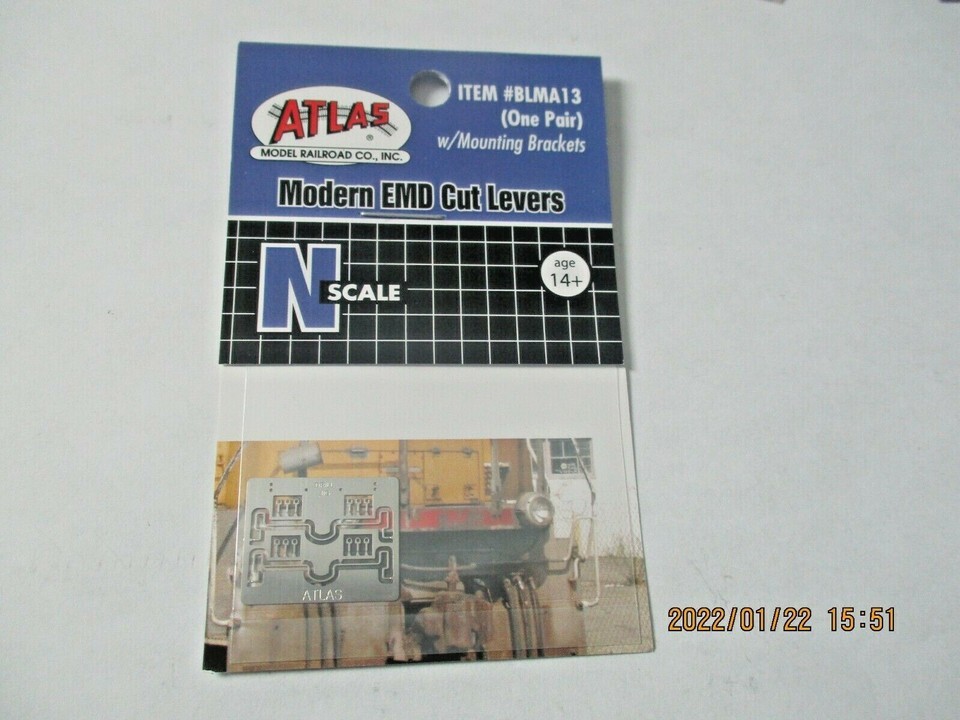 ATLAS
®
MODEL RAILROAD CO., INC.
ITEM #BLMA13
(One Pair)
w/Mounting Brackets
Modern EMD Cut Levers
N SCALE
age
14+
ATLAS
2022/01/22 15:51